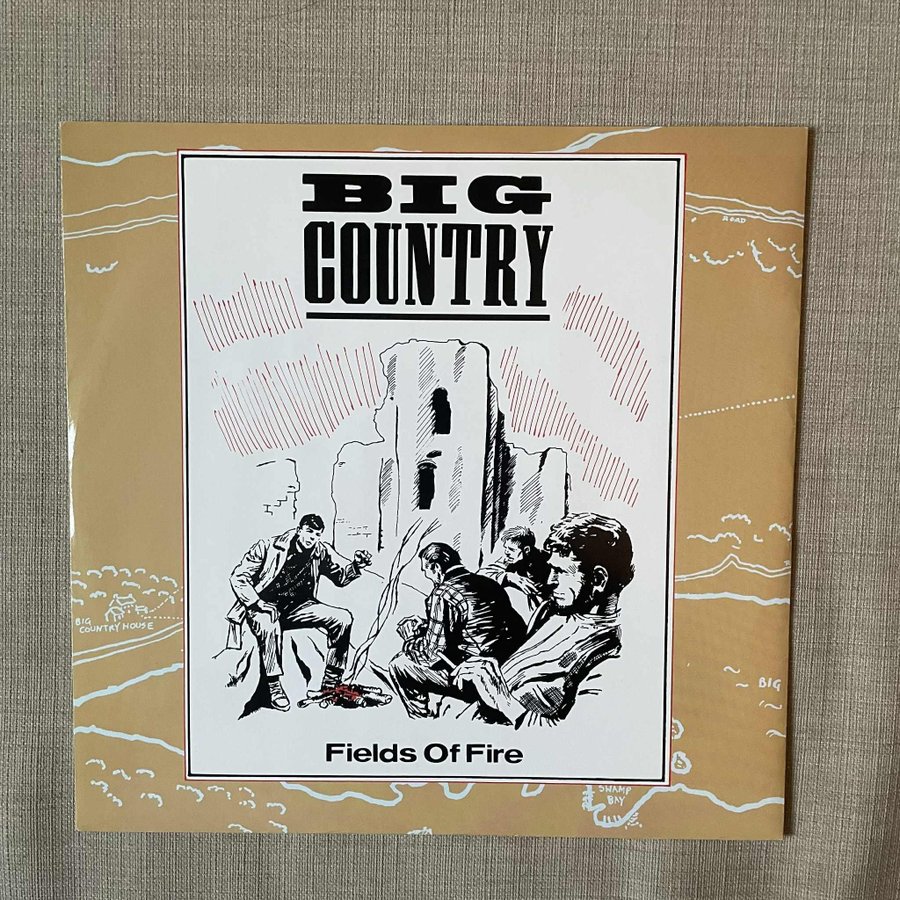 BIG
COUNTRY
ROAD
BIG
COUNTRY HOUSE
BIG
Fields Of Fire
SWAMP
BAY